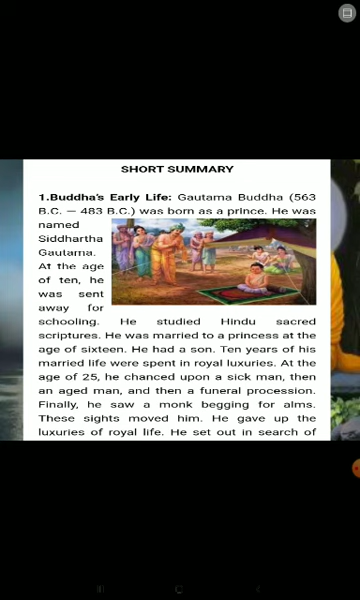 SHORT SUMMARY
1.Buddha's Early Life: Gautama Buddha (563
B.C. – 483 B.C.) was born as a prince. He was
named
Siddhartha
Gautama.
At the age
of ten, he
was sent
away for
schooling. He studied Hindu sacred
scriptures. He was married to a princess at the
age of sixteen. He had a son. Ten years of his
married life were spent in royal luxuries. At the
age of 25, he chanced upon a sick man, then
an aged man, and then a funeral procession.
Finally, he saw a monk begging for alms.
These sights moved him. He gave up the
luxuries of royal life. He set out in search of